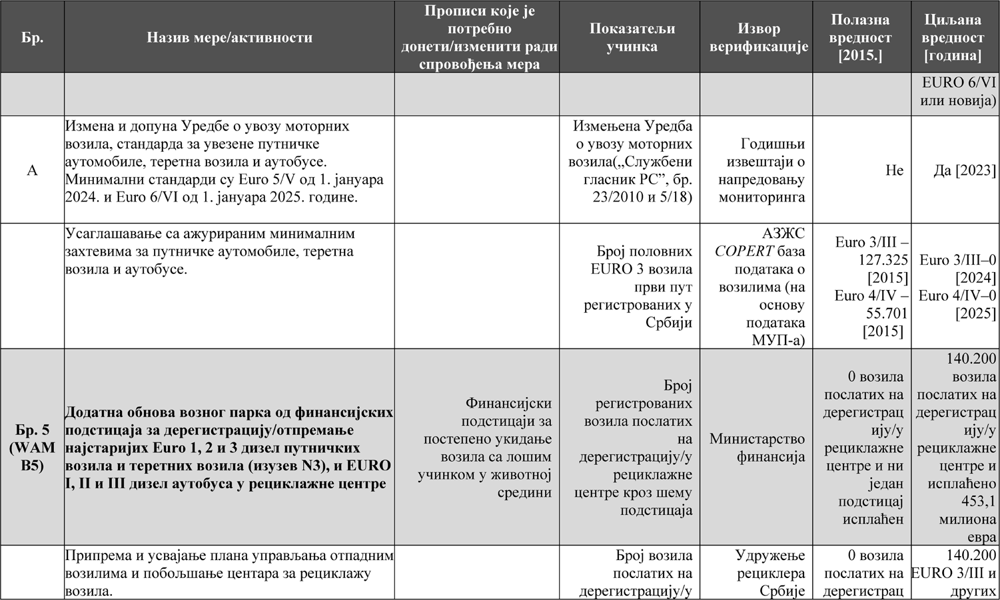 Бр.
Назив мере/активности
Прописи које је
потребно
донети/изменити ради
спровођења мера
Показатељи
учинка
Извор
верификације
Полазна
вредност
[2015.]
Циљана
вредност
[година]
EURO 6/VI
или новија)
А
Измена и допуна Уредбе о увозу моторних
возила, стандарда за увезене путничке
аутомобиле, теретна возила и аутобусе.
Минимални стандарди су Euro 5/V од 1. јануара
2024. и Euro 6/VI од 1. јануара 2025. године.
Измењена Уредба
о увозу моторних
возила(„Службени
гласник РС”, бр.
23/2010 и 5/18)
Годишњи
извештаји о
напредовању
мониторинга
Не
Да [2023]
Усаглашавање са ажурираним минималним
захтевима за путничке аутомобиле, теретна
возила и аутобусе.
Број половних
EURO 3 возила
први пут
регистрованих у
Србији
АЗЖС
COPERT база
података о
возилима (на
основу
података
МУП-а)
Euro 3/III –
127.325
[2015]
Euro 4/IV –
55.701
[2015]
Euro 3/III–0
[2024]
Euro 4/IV–0
[2025]
Бр. 5
(WAM
B5)
Додатна обнова возног парка од финансијских
подстицаја за дерегистрацију/отпремање
најстаријих Euro 1, 2 и 3 дизел путничких
возила и теретних возила (изузев N3), и EURO
I, II и III дизел аутобуса у рециклажне центре
Финансијски
подстицаји за
постепено укидање
возила са лошим
учинком у животној
средини
Број
регистрованих
возила послатих
на
дерегистрацију/у
рециклажне
центре кроз шему
подстицаја
Министарство
финансија
0 возила
послатих на
дерегистрац
ију/у
рециклажне
центре и ни
један
подстицај
исплаћен
140.200
возила
послатих на
дерегистрац
ију/у
рециклажне
центре и
исплаћено
453,1
милиона
евра
Припрема и усвајање плана управљања отпадним
возилима и побољшање центара за рециклажу
возила.
Број возила
послатих на
дерегистрацију/у
Удружење
рециклера
Србије
0 возила
послатих на
дерегистрац
140.200
EURO 3/III и
других